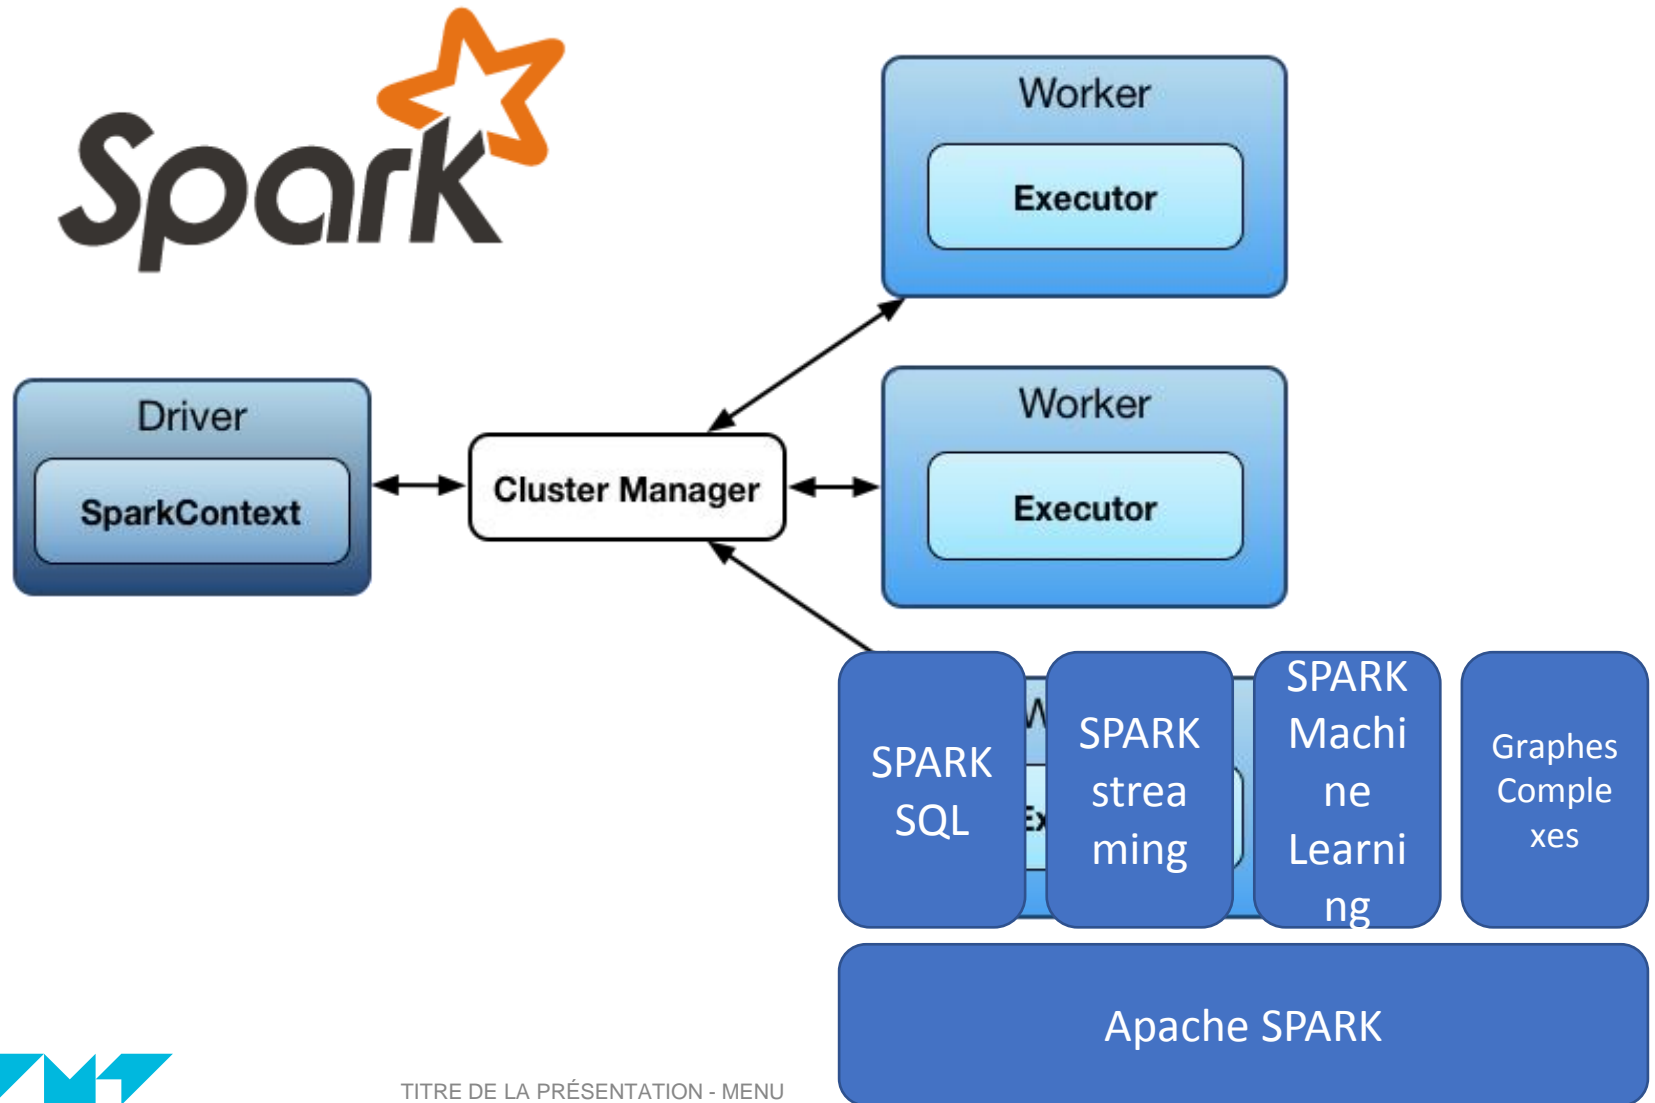 Spark
Worker
Executor
Driver
SparkContext
Cluster Manager
Worker
Executor
SPARK
SQL
SPARK
strea
ming
SPARK
Machi
ne
Learni
ng
Graphes
Comple
xes
Apache SPARK
TITRE DE LA PRÉSENTATION - MENU